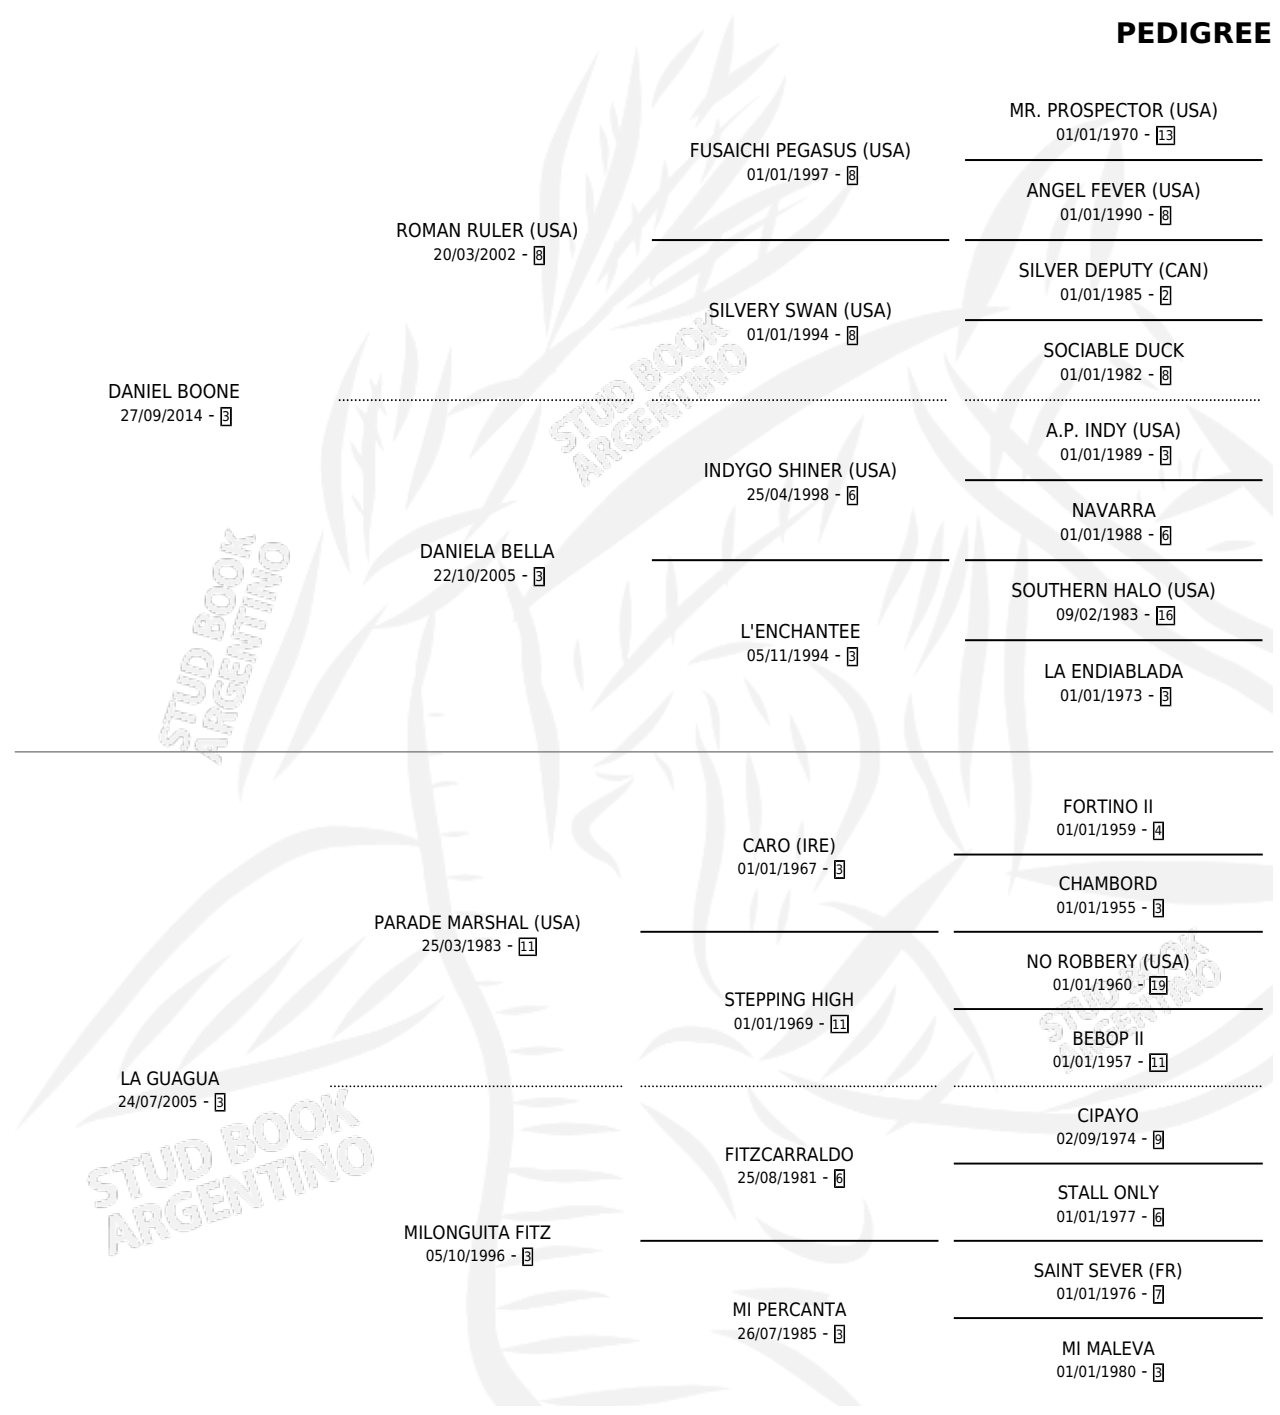 PEDIGREE
MR. PROSPECTOR (USA)
01/01/1970 - 13
FUSAICHI PEGASUS (USA)
01/01/1997 - 8
ANGEL FEVER (USA)
01/01/1990 - 8
ROMAN RULER (USA)
20/03/2002 - 8
SILVER DEPUTY (CAN)
01/01/1985 - 2
SILVERY SWAN (USA)
01/01/1994 - 8
SOCIABLE DUCK
01/01/1982 - 8
DANIEL BOONE
27/09/2014 - 3
STUD BOOK
ARGENTINO
A.P. INDY (USA)
01/01/1989 - 3
INDYGO SHINER (USA)
25/04/1998 - 6
NAVARRA
01/01/1988 - 6
DANIELA BELLA
22/10/2005 - 3
SOUTHERN HALO (USA)
09/02/1983 - 16
L'ENCHANTEE
05/11/1994 - 3
LA ENDIABLADA
01/01/1973 - 3
STUD BOOK
ARGENTINO
FORTINO II
01/01/1959 - 4
CARO (IRE)
01/01/1967 - 3
CHAMBORD
01/01/1955 - 3
PARADE MARSHAL (USA)
25/03/1983 - 11
NO ROBBERY (USA)
01/01/1960 - 19
STEPPING HIGH
01/01/1969 - 11
STUD BOOK
ARGENTINO
BEBOP II
01/01/1957 - 11
LA GUAGUA
24/07/2005 - 3
STUD BOOK
ARGENTINO
CIPAYO
02/09/1974 - 9
FITZCARRALDO
25/08/1981 - 6
STALL ONLY
01/01/1977 - 6
MILONGUITA FITZ
05/10/1996 - 3
SAINT SEVER (FR)
01/01/1976 - 7
MI PERCANTA
26/07/1985 - 3
MI MALEVA
01/01/1980 - 3